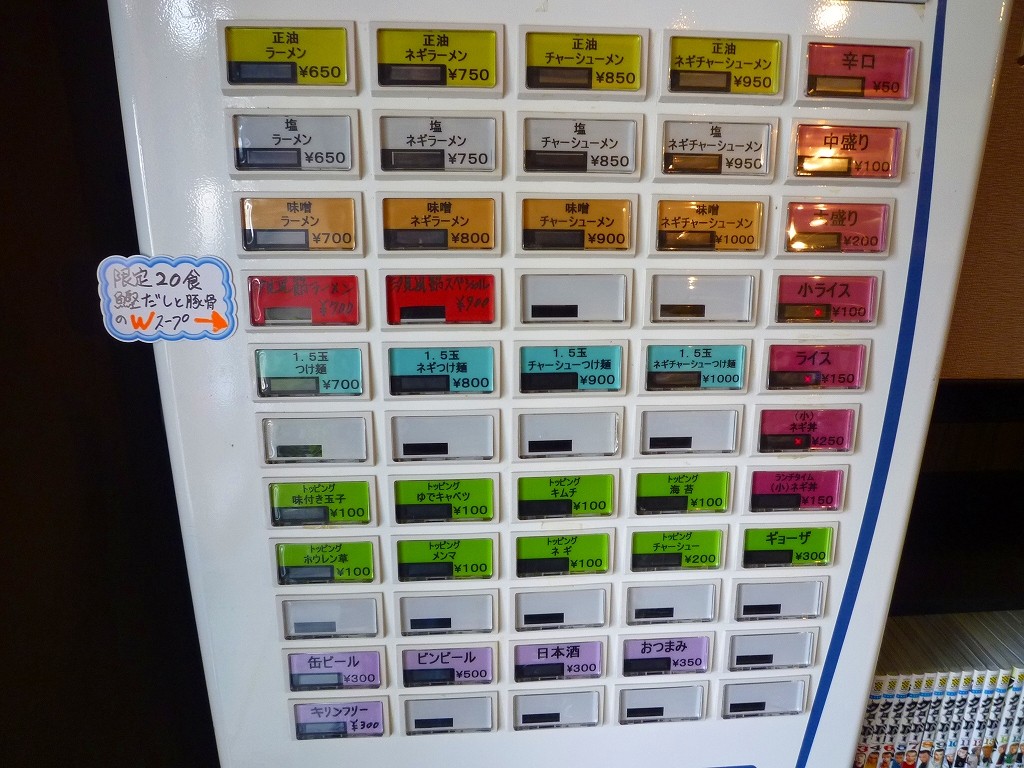 正油
ラーメン
¥650
正油
ネギラーメン
¥750
正油
チャーシューメン
¥850
正油
ネギチャーシューメン
¥950
辛口
¥50
塩
ラーメン
¥650
塩
ネギラーメン
¥750
塩
チャーシューメン
¥850
塩
ネギチャーシューメン
¥950
中盛り
¥100
味噌
ラーメン
¥700
味噌
ネギラーメン
¥800
味噌
チャーシューメン
¥900
味噌
ネギチャーシューメン
¥1000
大盛り
¥200
限定20食
鰹だしと豚骨
のWスープ→
ラーメン
¥700
スペシャル
¥900
小ライス
¥100
1.5玉
つけ麺
¥700
1.5玉
ネギつけ麺
¥800
1.5玉
チャーシューつけ麺
¥900
1.5玉
ネギチャーシューつけ麺
¥1000
ライス
¥150
(小)
ネギ丼
¥250
トッピング
味付き玉子
¥100
トッピング
ゆでキャベツ
¥100
トッピング
キムチ
¥100
トッピング
海苔
¥100
ランチタイム
(小)ネギ丼
¥150
トッピング
ホウレン草
¥100
トッピング
メンマ
¥100
トッピング
ネギ
¥100
トッピング
チャーシュー
¥200
ギョーザ
¥300
缶ビール
¥300
ビンビール
¥500
日本酒
¥300
おつまみ
¥350
キリンフリー
¥300